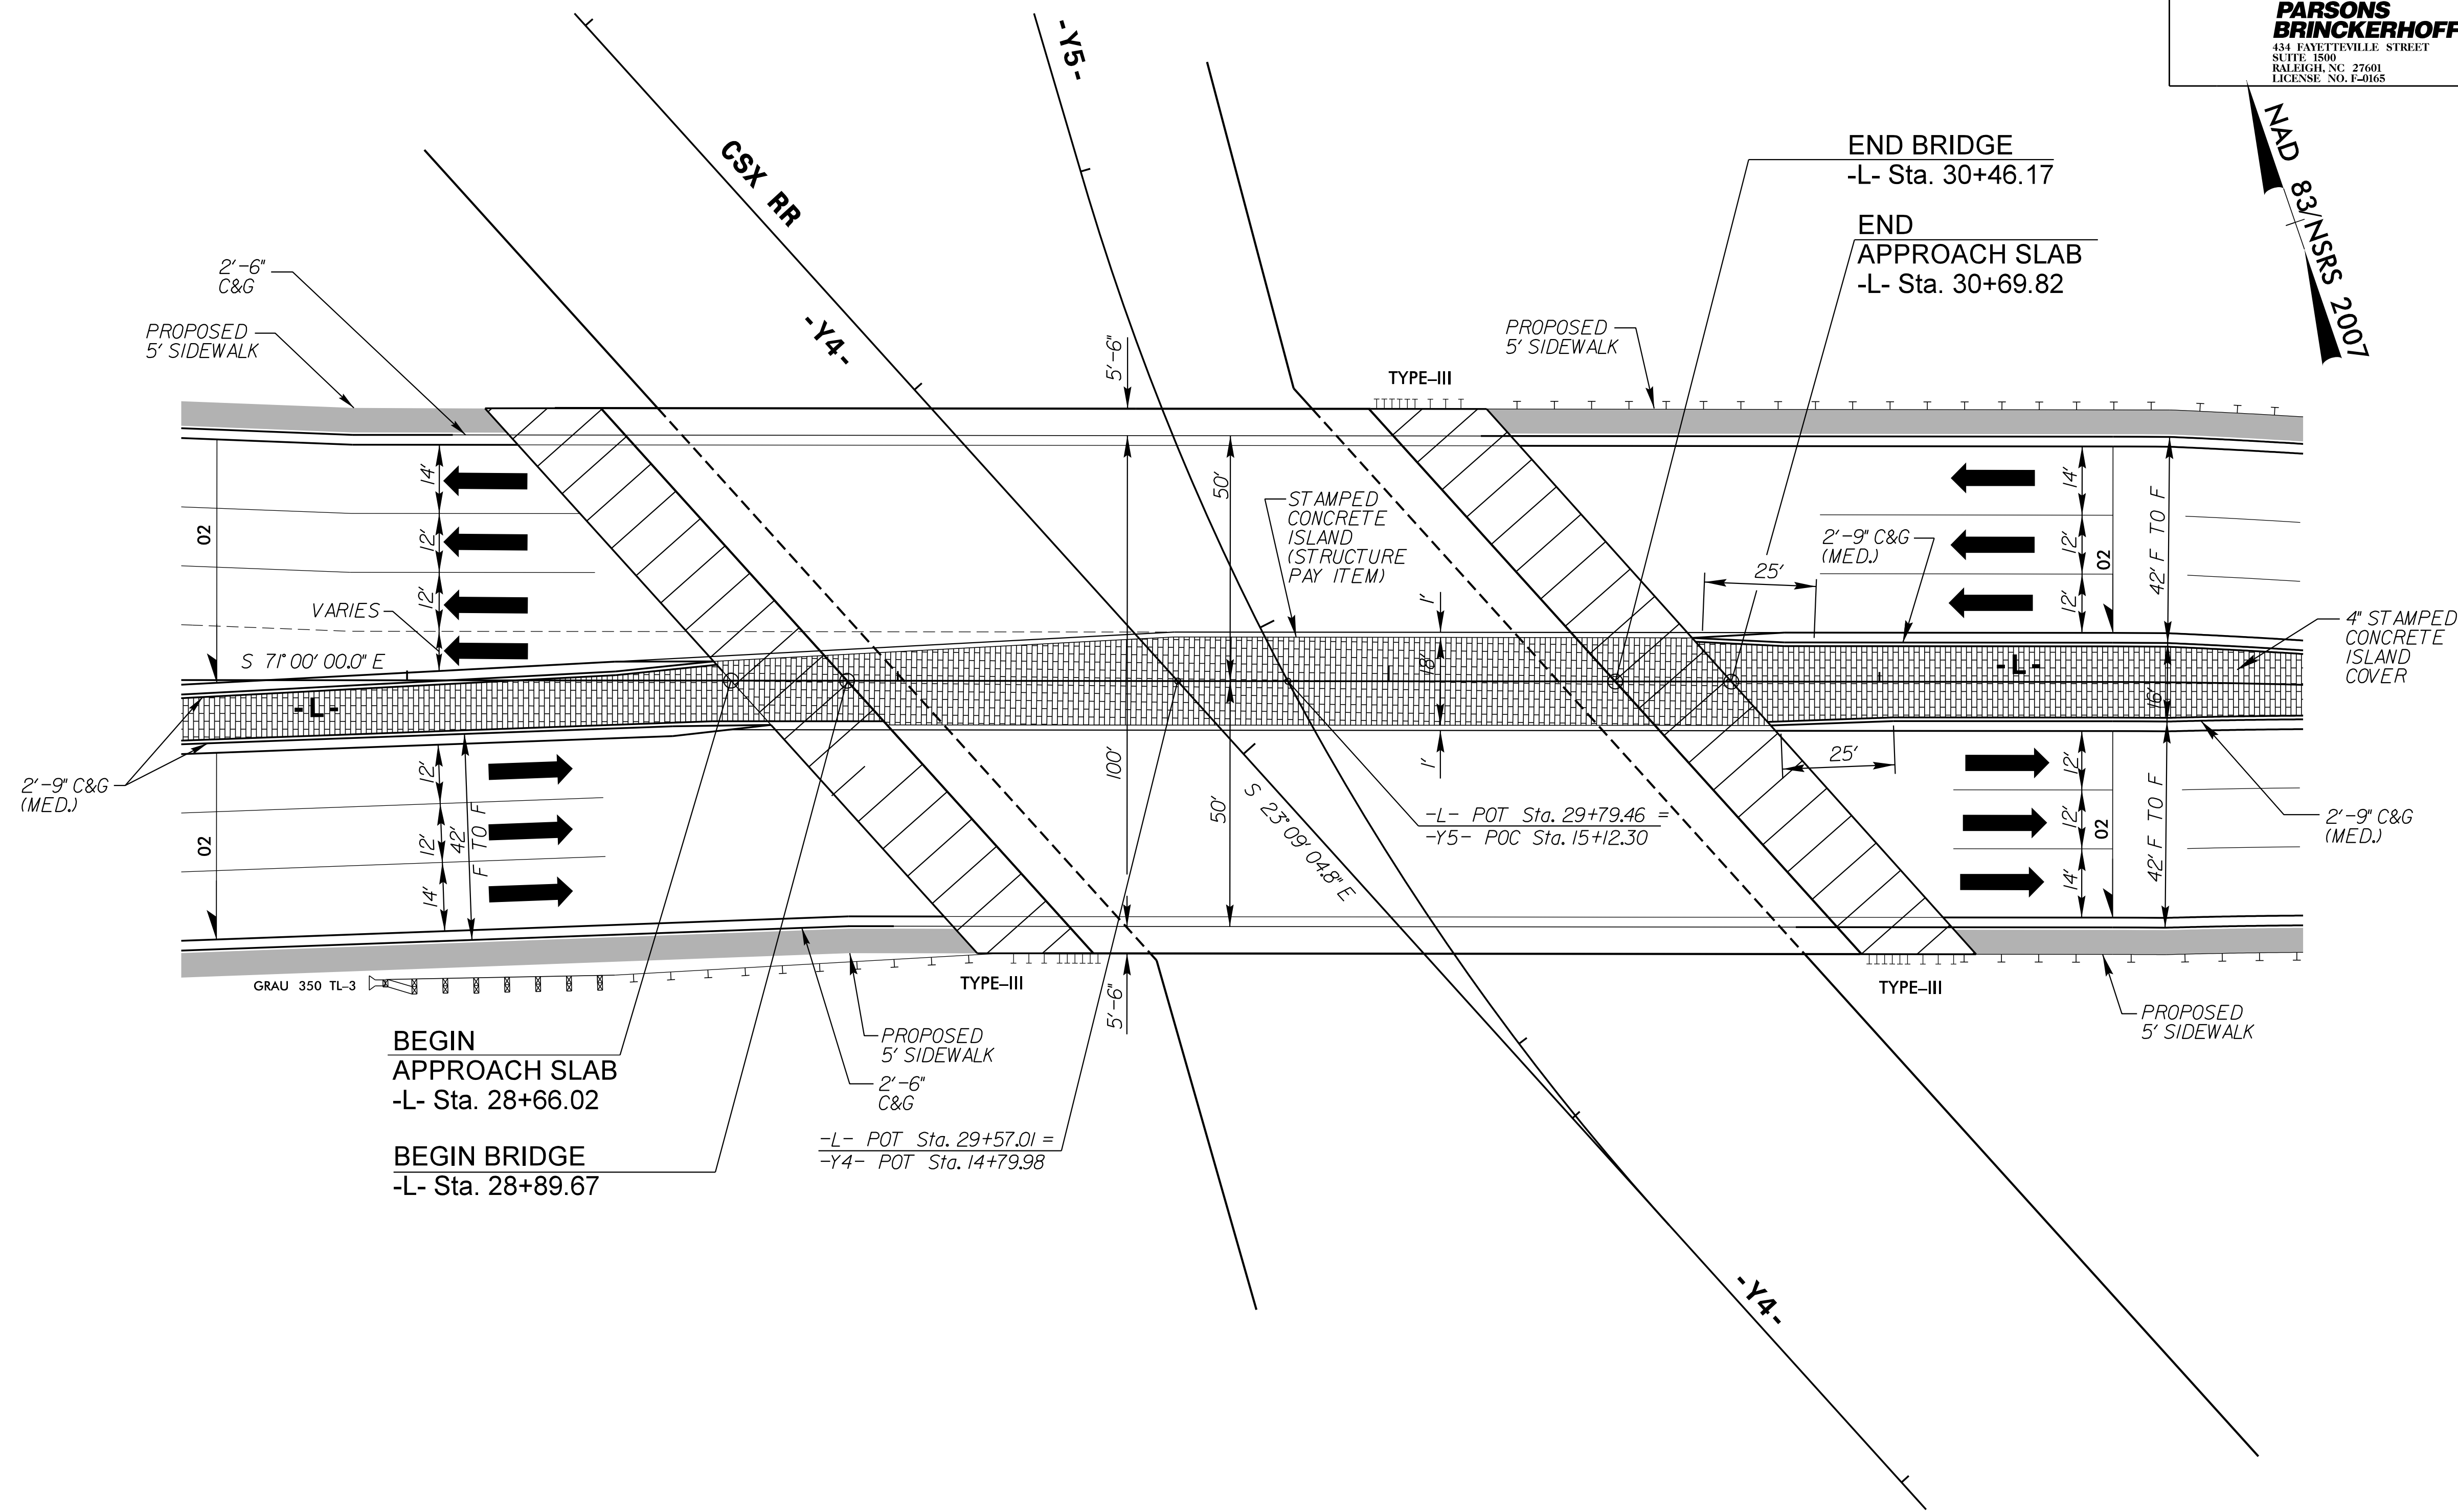 PARSONS
BRINCKERHOFF
434 FAYETTEVILLE STREET
SUITE 1500
RALEIGH, NC 27601
LICENSE NO. F-0165
NAD 83/NSRS 2007
-Y5-
CSX RR
-Y4-
END BRIDGE
-L- Sta. 30+46.17
END
APPROACH SLAB
-L- Sta. 30+69.82
2'-6"
C&G
PROPOSED
5' SIDEWALK
5'-6"
TYPE-III
PROPOSED
5' SIDEWALK
14'
12'
12'
02
VARIES
S 71° 00' 00.0" E
50'
100'
50'
STAMPED
CONCRETE
ISLAND
(STRUCTURE
PAY ITEM)
1'
18'
1'
2'-9" C&G
(MED.)
25'
14'
12'
12'
02
42' F TO F
4" STAMPED
CONCRETE
ISLAND
COVER
-L-
-L-
16'
2'-9" C&G
(MED.)
02
12'
12'
14'
42'
F TO F
S 23° 09' 04.8" E
-L- POT Sta. 29+79.46 =
-Y5- POC Sta. 15+12.30
25'
12'
12'
14'
02
42' F TO F
2'-9" C&G
(MED.)
GRAU 350 TL-3
TYPE-III
5'-6"
TYPE-III
PROPOSED
5' SIDEWALK
BEGIN
APPROACH SLAB
-L- Sta. 28+66.02
PROPOSED
5' SIDEWALK
2'-6"
C&G
-L- POT Sta. 29+57.01 =
-Y4- POT Sta. 14+79.98
BEGIN BRIDGE
-L- Sta. 28+89.67
-Y4-